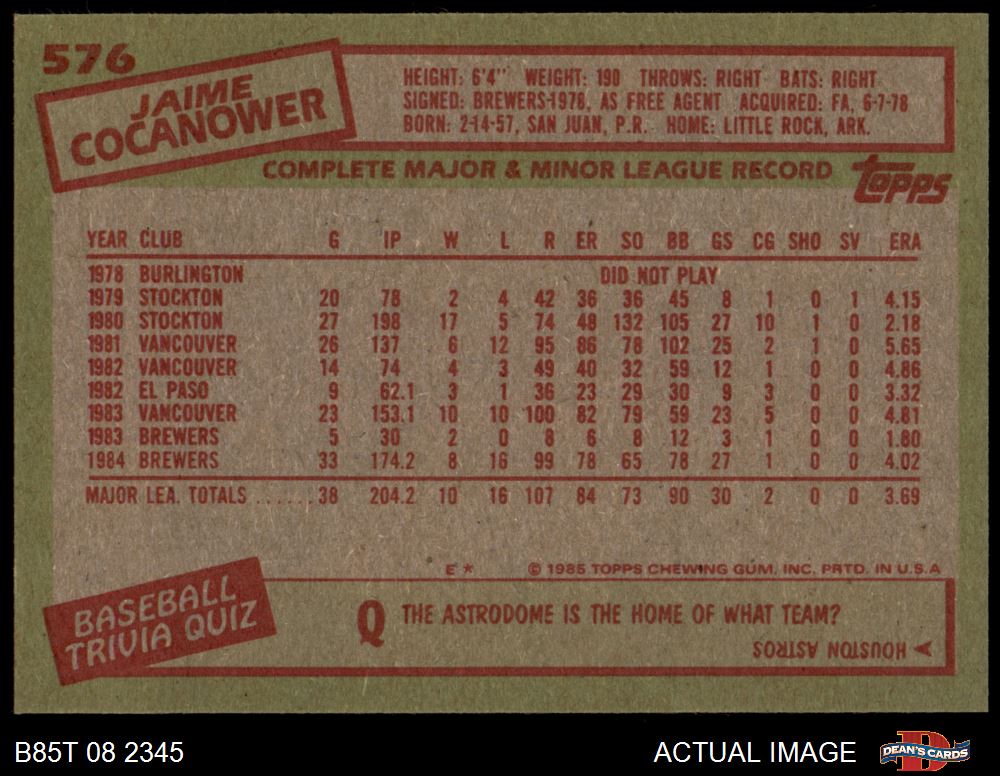 576
JAIME
COCANOWER
HEIGHT: 6'4" WEIGHT: 190 THROWS: RIGHT BATS: RIGHT
SIGNED: BREWERS-1978, AS FREE AGENT ACQUIRED: FA, 6-7-78
BORN: 2-14-57, SAN JUAN, P.R. HOME: LITTLE ROCK, ARK.
COMPLETE MAJOR & MINOR LEAGUE RECORD
Topps
YEAR CLUB G IP W L R ER SO BB GS CG SHO SV ERA
1978 BURLINGTON DID NOT PLAY
1979 STOCKTON 20 78 2 4 42 36 36 45 8 1 0 1 4.15
1980 STOCKTON 27 198 17 5 74 48 132 105 27 10 1 0 2.18
1981 VANCOUVER 26 137 6 12 95 86 78 102 25 2 1 0 5.65
1982 VANCOUVER 14 74 4 3 49 40 32 59 12 1 0 0 4.86
1982 EL PASO 9 62.1 3 1 36 23 29 30 9 3 0 0 3.32
1983 VANCOUVER 23 153.1 10 10 100 82 79 59 23 5 0 0 4.81
1983 BREWERS 5 30 2 0 8 6 8 12 3 1 0 0 1.80
1984 BREWERS 33 174.2 8 16 99 78 65 78 27 1 0 0 4.02
MAJOR LEA. TOTALS ...... 38 204.2 10 16 107 84 73 90 30 2 0 0 3.69
E* © 1985 TOPPS CHEWING GUM, INC. PRTD. IN U.S.A
BASEBALL
TRIVIA QUIZ
Q THE ASTRODOME IS THE HOME OF WHAT TEAM?
A HOUSTON ASTROS
B85T 08 2345
ACTUAL IMAGE
D
DEAN'S CARDS